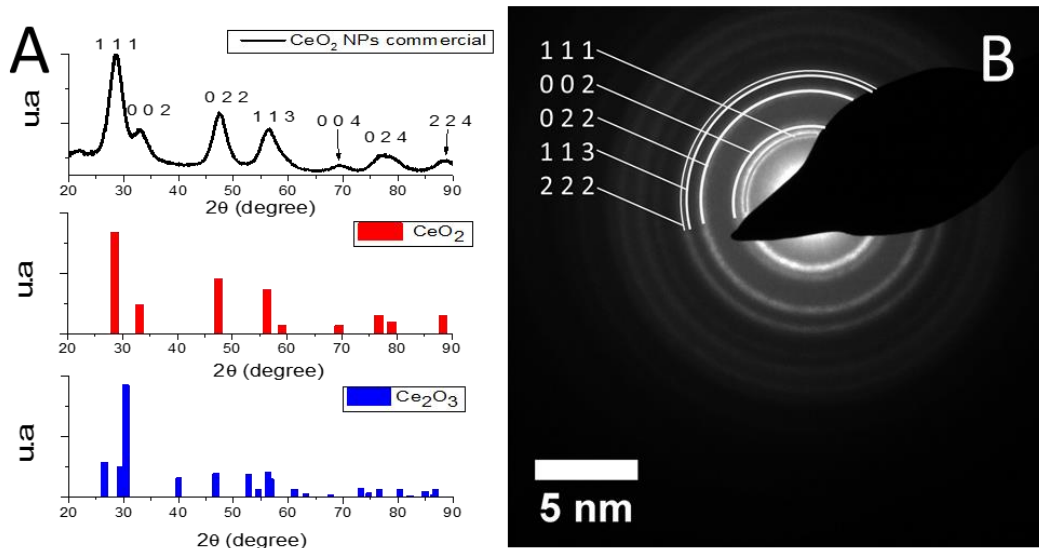 A
CeO2 NPs commercial
1 1 1
0 0 2
0 2 2
1 1 3
0 0 4
0 2 4
2 2 4
u.a
20 30 40 50 60 70 80 90
2θ (degree)
CeO2
u.a
20 30 40 50 60 70 80 90
2θ (degree)
Ce2O3
u.a
20 30 40 50 60 70 80 90
2θ (degree)
B
1 1 1
0 0 2
0 2 2
1 1 3
2 2 2
5 nm